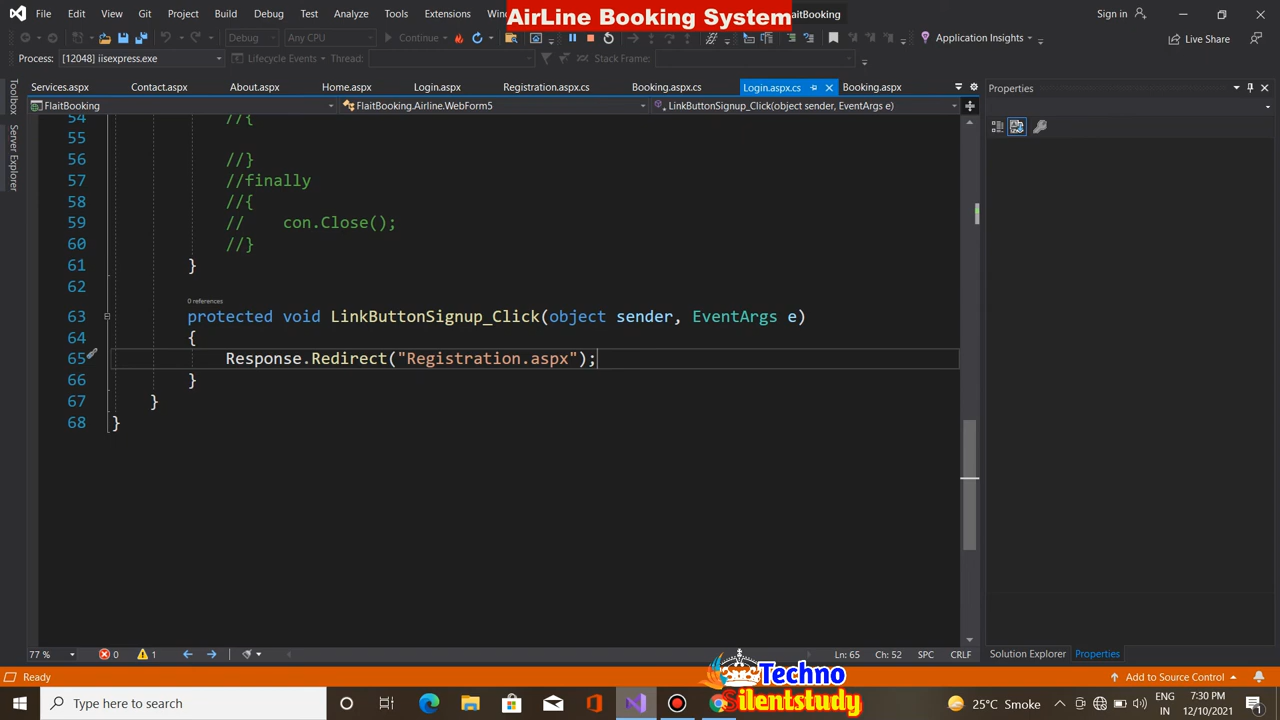 File Edit View Git Project Build Debug Test Analyze Tools Extensions
AirLine Booking System
FlaitBooking
Sign in
Debug Any CPU Continue Application Insights Live Share
Process: [12048] iisexpress.exe Lifecycle Events Thread: Stack Frame:
Services.aspx Contact.aspx About.aspx Home.aspx Login.aspx Registration.aspx.cs Booking.aspx.cs Login.aspx.cs Booking.aspx
Properties
Toolbox
Server Explorer
FlaitBooking FlaitBooking.Airline.WebForm5 LinkButtonSignup_Click(object sender, EventArgs e)
54 //{
55
56 //}
57 //finally
58 //{
59 // con.Close();
60 //}
61 }
62
0 references
63 protected void LinkButtonSignup_Click(object sender, EventArgs e)
64 {
65 Response.Redirect("Registration.aspx");
66 }
67 }
68 }
77 % 0 1 Ln: 65 Ch: 52 SPC CRLF
Solution Explorer Properties
Ready
Add to Source Control
Techno
Silentstudy
Type here to search
25°C Smoke
ENG
IN
7:30 PM
12/10/2021
1